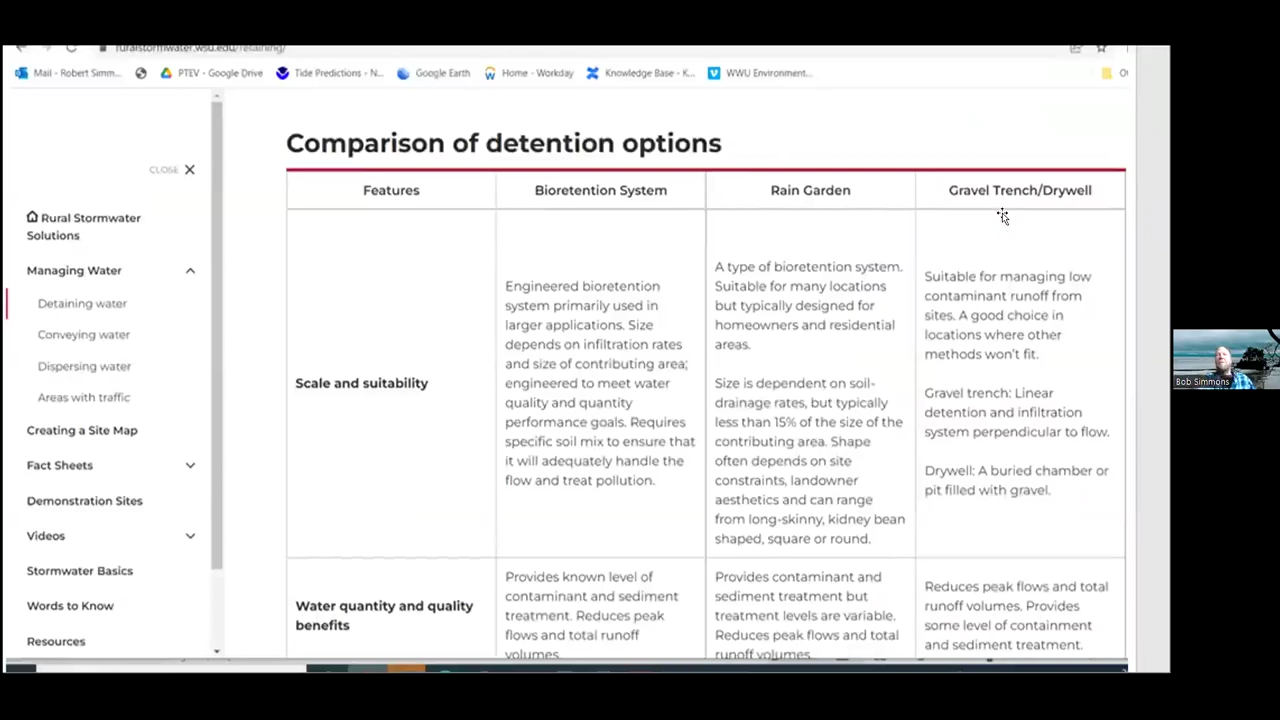 ruralstormwater.wsu.edu/retaining/
Mail - Robert Simm...
PTEV - Google Drive
Tide Predictions - N...
Google Earth
Home - Workday
Knowledge Base - K...
WWU Environment...
CLOSE
Rural Stormwater
Solutions
Managing Water
Detaining water
Conveying water
Dispersing water
Areas with traffic
Creating a Site Map
Fact Sheets
Demonstration Sites
Videos
Stormwater Basics
Words to Know
Resources
Comparison of detention options
Features
Bioretention System
Rain Garden
Gravel Trench/Drywell
Scale and suitability
Engineered bioretention
system primarily used in
larger applications. Size
depends on infiltration rates
and size of contributing area;
engineered to meet water
quality and quantity
performance goals. Requires
specific soil mix to ensure that
it will adequately handle the
flow and treat pollution.
A type of bioretention system.
Suitable for many locations
but typically designed for
homeowners and residential
areas.
Size is dependent on soil-
drainage rates, but typically
less than 15% of the size of the
contributing area. Shape
often depends on site
constraints, landowner
aesthetics and can range
from long-skinny, kidney bean
shaped, square or round.
Suitable for managing low
contaminant runoff from
sites. A good choice in
locations where other
methods won't fit.
Gravel trench: Linear
detention and infiltration
system perpendicular to flow.
Drywell: A buried chamber or
pit filled with gravel.
Water quantity and quality
benefits
Provides known level of
contaminant and sediment
treatment. Reduces peak
flows and total runoff
volumes.
Provides contaminant and
sediment treatment but
treatment levels are variable.
Reduces peak flows and total
runoff volumes.
Reduces peak flows and total
runoff volumes. Provides
some level of containment
and sediment treatment.
Bob Simmons